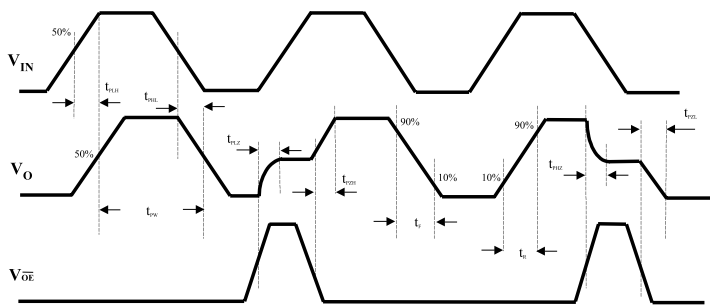 50%
V_IN
t_PLH
t_PHL
t_PZL
t_PLZ
90%
90%
50%
V_O
10%
10%
t_PZH
t_PHZ
t_PW
t_F
t_R
V_OE̅